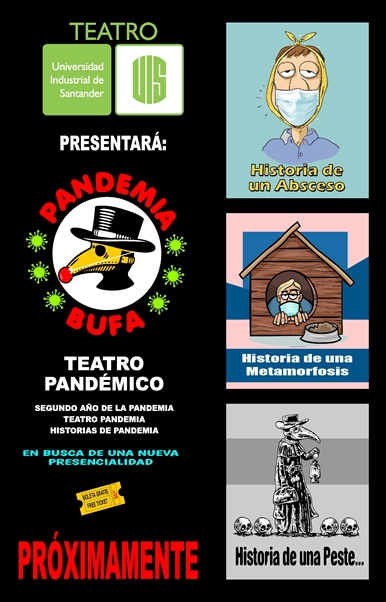 TEATRO
Universidad
Industrial de
Santander
UIS
PRESENTARÁ:
PANDEMIA
BUFA
TEATRO
PANDÉMICO
SEGUNDO AÑO DE LA PANDEMIA
TEATRO PANDEMIA
HISTORIAS DE PANDEMIA
EN BUSCA DE UNA NUEVA
PRESENCIALIDAD
BOLETA GRATIS
FREE TICKET
PRÓXIMAMENTE
Historia de
un Absceso
Historia de una
Metamorfosis
Historia de una Peste...